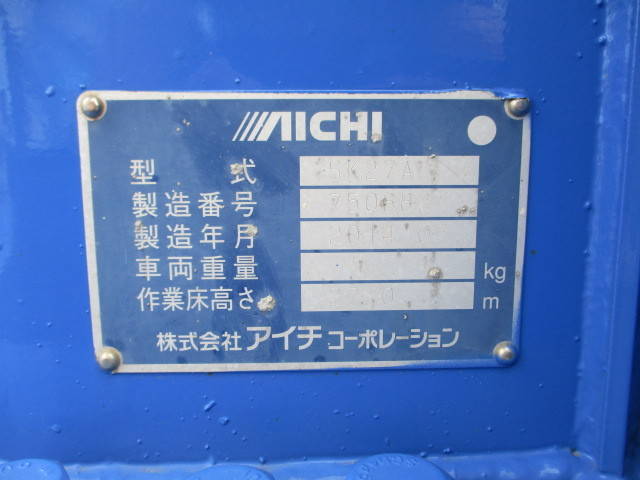 AICHI
型式 SK27A
製造番号
製造年月
車両重量 kg
作業床高さ m
株式会社アイチコーポレーション